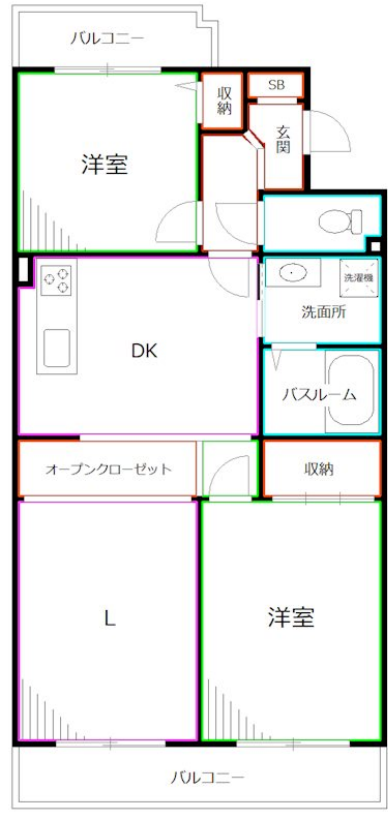 バルコニー
収納
SB
玄関
洋室
洗濯機
洗面所
DK
バスルーム
オープンクローゼット
収納
L
洋室
バルコニー